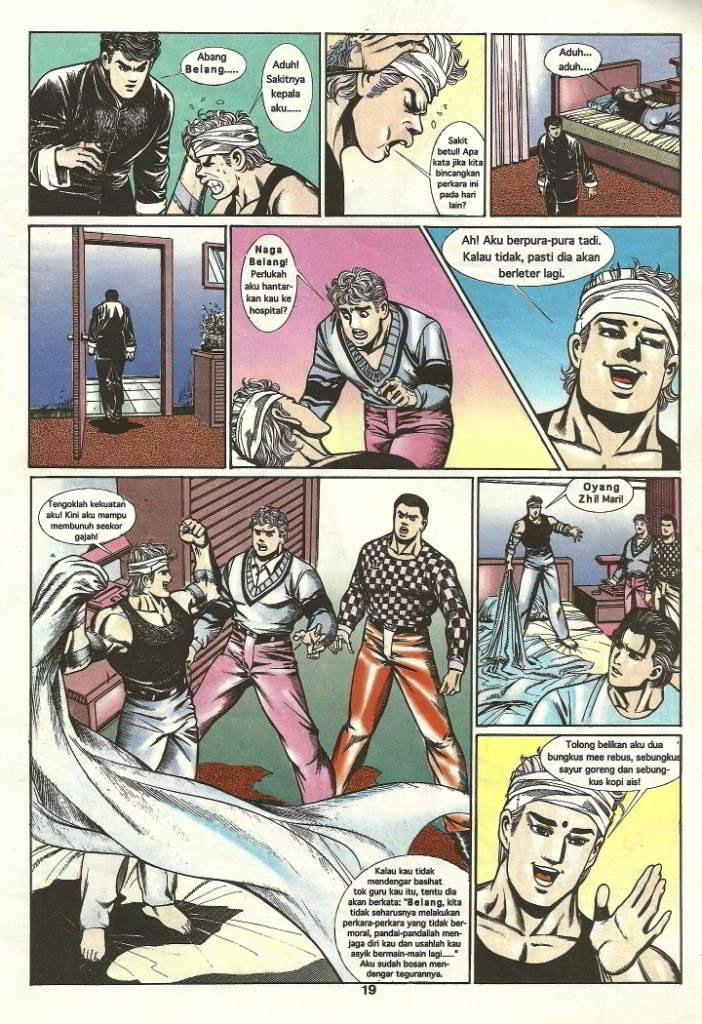 Abang
Belang.....
Aduh!
Sakitnya
kepala
aku.....
Sakit
betul! Apa
kata jika kita
bincangkan
perkara ini
pada hari
lain?
Aduh...
aduh....
Naga
Belang!
Perlukah
aku hantar-
kan kau ke
hospital?
Ah! Aku berpura-pura tadi.
Kalau tidak, pasti dia akan
berleter lagi.
Tengoklah kekuatan
aku! Kini aku mampu
membunuh seekor
gajah!
Kalau kau tidak
mendengar basihat
tok guru kau itu, tentu dia
akan berkata: "Belang, kita
tidak seharusnya melakukan
perkara-perkara yang tidak ber-
moral, pandai-pandailah men-
jaga diri kau dan usahlah kau
asyik bermain-main lagi....."
Aku sudah bosan men-
dengar tegurannya.
Oyang
Zhi! Mari!
Tolong belikan aku dua
bungkus mee rebus, sebungkus
sayur goreng dan sebung-
kus kopi ais!
19